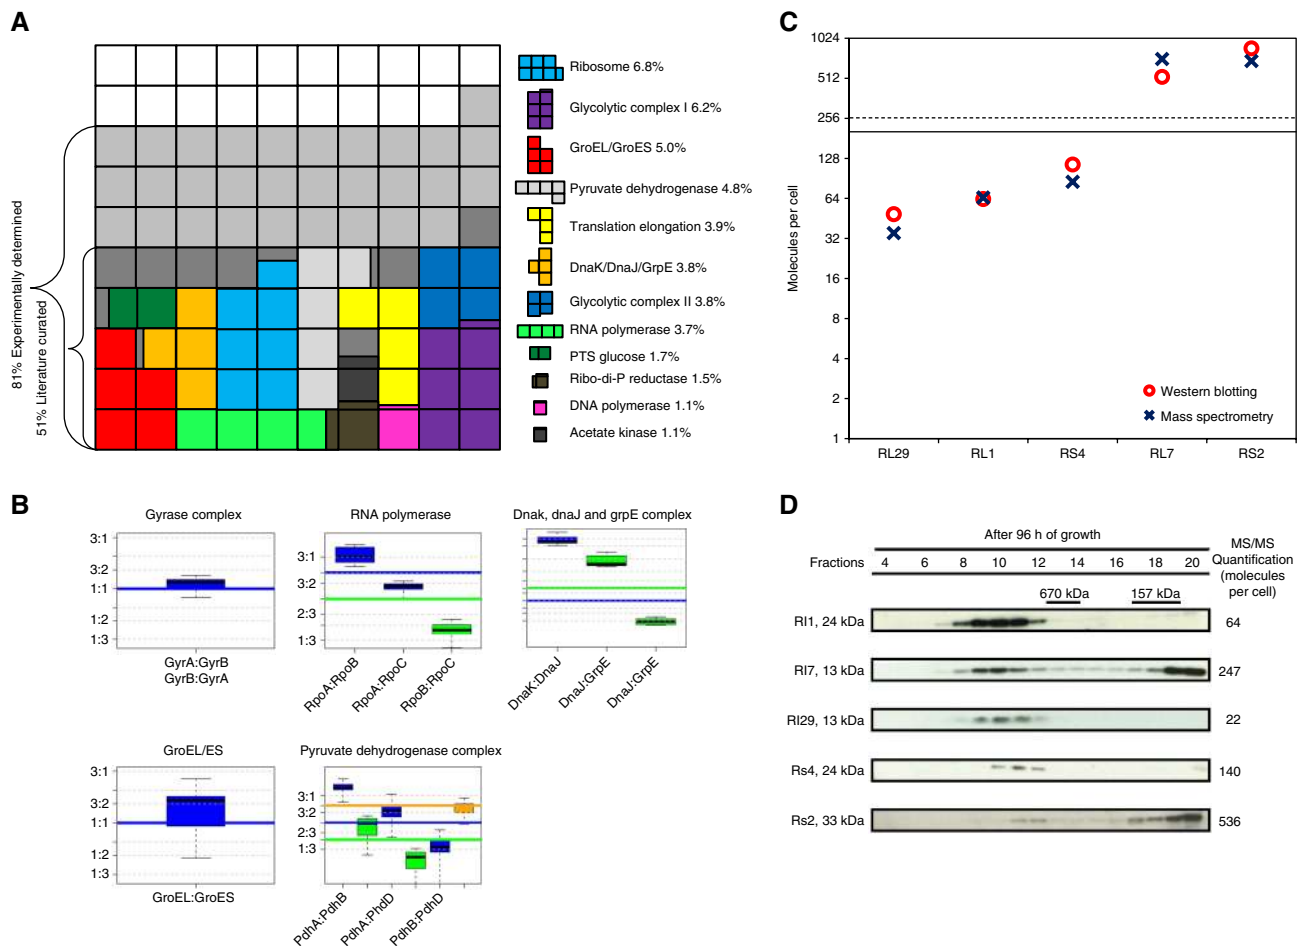 A
81% Experimentally determined
51% Literature curated
Ribosome 6.8%
Glycolytic complex I 6.2%
GroEL/GroES 5.0%
Pyruvate dehydrogenase 4.8%
Translation elongation 3.9%
DnaK/DnaJ/GrpE 3.8%
Glycolytic complex II 3.8%
RNA polymerase 3.7%
PTS glucose 1.7%
Ribo-di-P reductase 1.5%
DNA polymerase 1.1%
Acetate kinase 1.1%
B
Gyrase complex
3:1
3:2
1:1
1:2
1:3
GyrA:GyrB
GyrB:GyrA
RNA polymerase
3:1
3:2
2:3
1:3
RpoA:RpoB
RpoA:RpoC
RpoB:RpoC
Dnak, dnaJ and grpE complex
DnaK:DnaJ
DnaJ:GrpE
DnaJ:GrpE
GroEL/ES
3:1
3:2
1:1
1:2
1:3
GroEL:GroES
Pyruvate dehydrogenase complex
3:1
3:2
2:3
1:3
PdhA:PdhB
PdhA:PhdD
PdhB:PdhD
C
Molecules per cell
1024
512
256
128
64
32
16
8
4
2
1
Western blotting
Mass spectrometry
RL29
RL1
RS4
RL7
RS2
D
After 96 h of growth
MS/MS
Quantification
(molecules
per cell)
Fractions
4 6 8 10 12 14 16 18 20
670 kDa
157 kDa
Rl1, 24 kDa
64
Rl7, 13 kDa
247
Rl29, 13 kDa
22
Rs4, 24 kDa
140
Rs2, 33 kDa
536